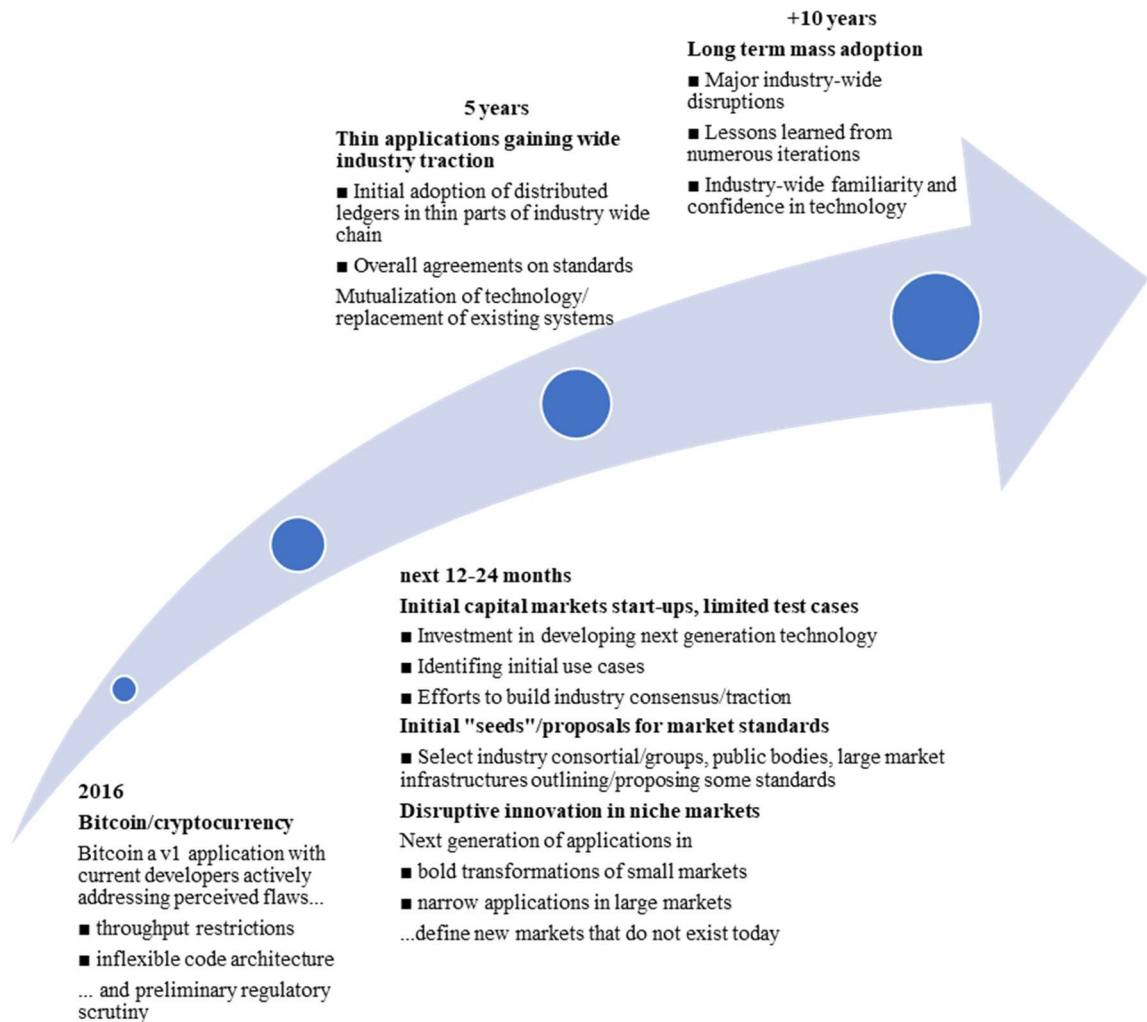 +10 years
Long term mass adoption
■ Major industry-wide
disruptions
■ Lessons learned from
numerous iterations
■ Industry-wide familiarity and
confidence in technology
5 years
Thin applications gaining wide
industry traction
■ Initial adoption of distributed
ledgers in thin parts of industry wide
chain
■ Overall agreements on standards
Mutualization of technology/
replacement of existing systems
next 12-24 months
Initial capital markets start-ups, limited test cases
■ Investment in developing next generation technology
■ Identifing initial use cases
■ Efforts to build industry consensus/traction
Initial "seeds"/proposals for market standards
■ Select industry consortial/groups, public bodies, large market
infrastructures outlining/proposing some standards
Disruptive innovation in niche markets
Next generation of applications in
■ bold transformations of small markets
■ narrow applications in large markets
...define new markets that do not exist today
2016
Bitcoin/cryptocurrency
Bitcoin a v1 application with
current developers actively
addressing perceived flaws...
■ throughput restrictions
■ inflexible code architecture
... and preliminary regulatory
scrutiny